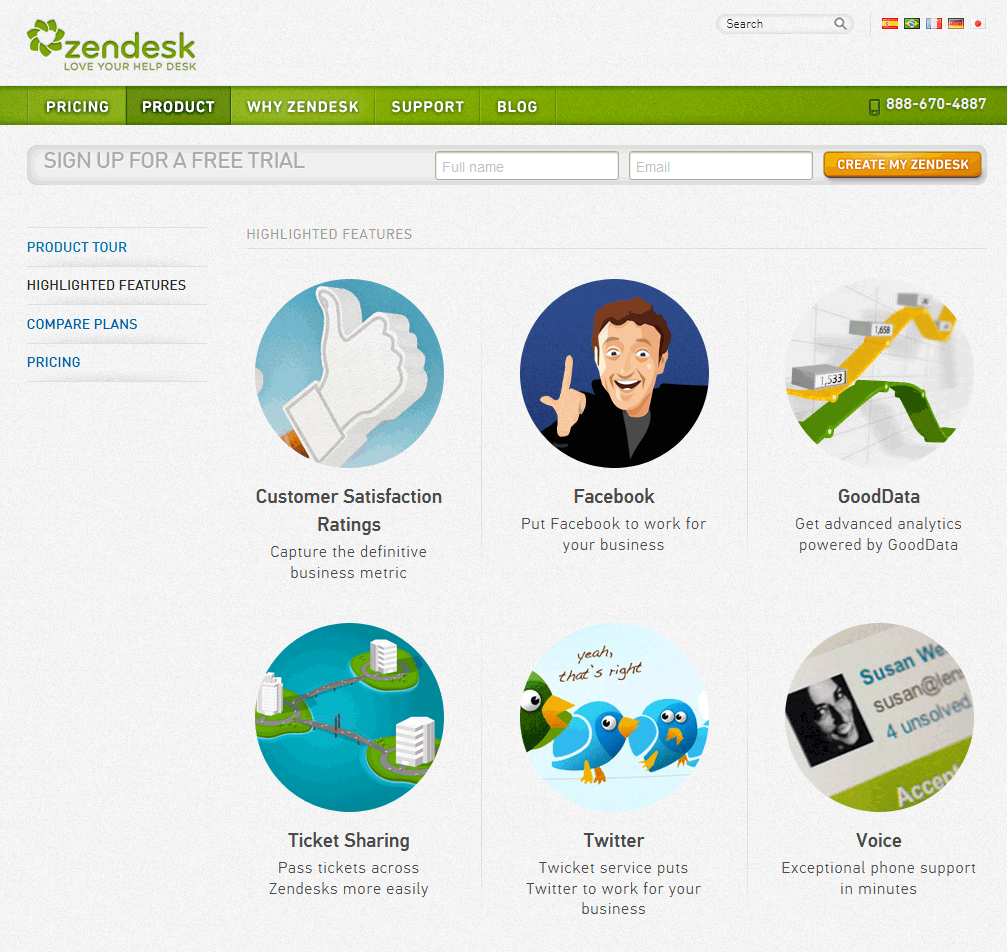 zendesk
LOVE YOUR HELP DESK
Search
PRICING
PRODUCT
WHY ZENDESK
SUPPORT
BLOG
888-670-4887
SIGN UP FOR A FREE TRIAL
Full name
Email
CREATE MY ZENDESK
PRODUCT TOUR
HIGHLIGHTED FEATURES
COMPARE PLANS
PRICING
HIGHLIGHTED FEATURES
1,658
1,533
Customer Satisfaction
Ratings
Capture the definitive
business metric
Facebook
Put Facebook to work for
your business
GoodData
Get advanced analytics
powered by GoodData
yeah,
that's right
Susan We
susan@len
4 unsolved
Accept
Ticket Sharing
Pass tickets across
Zendesks more easily
Twitter
Twicket service puts
Twitter to work for your
business
Voice
Exceptional phone support
in minutes